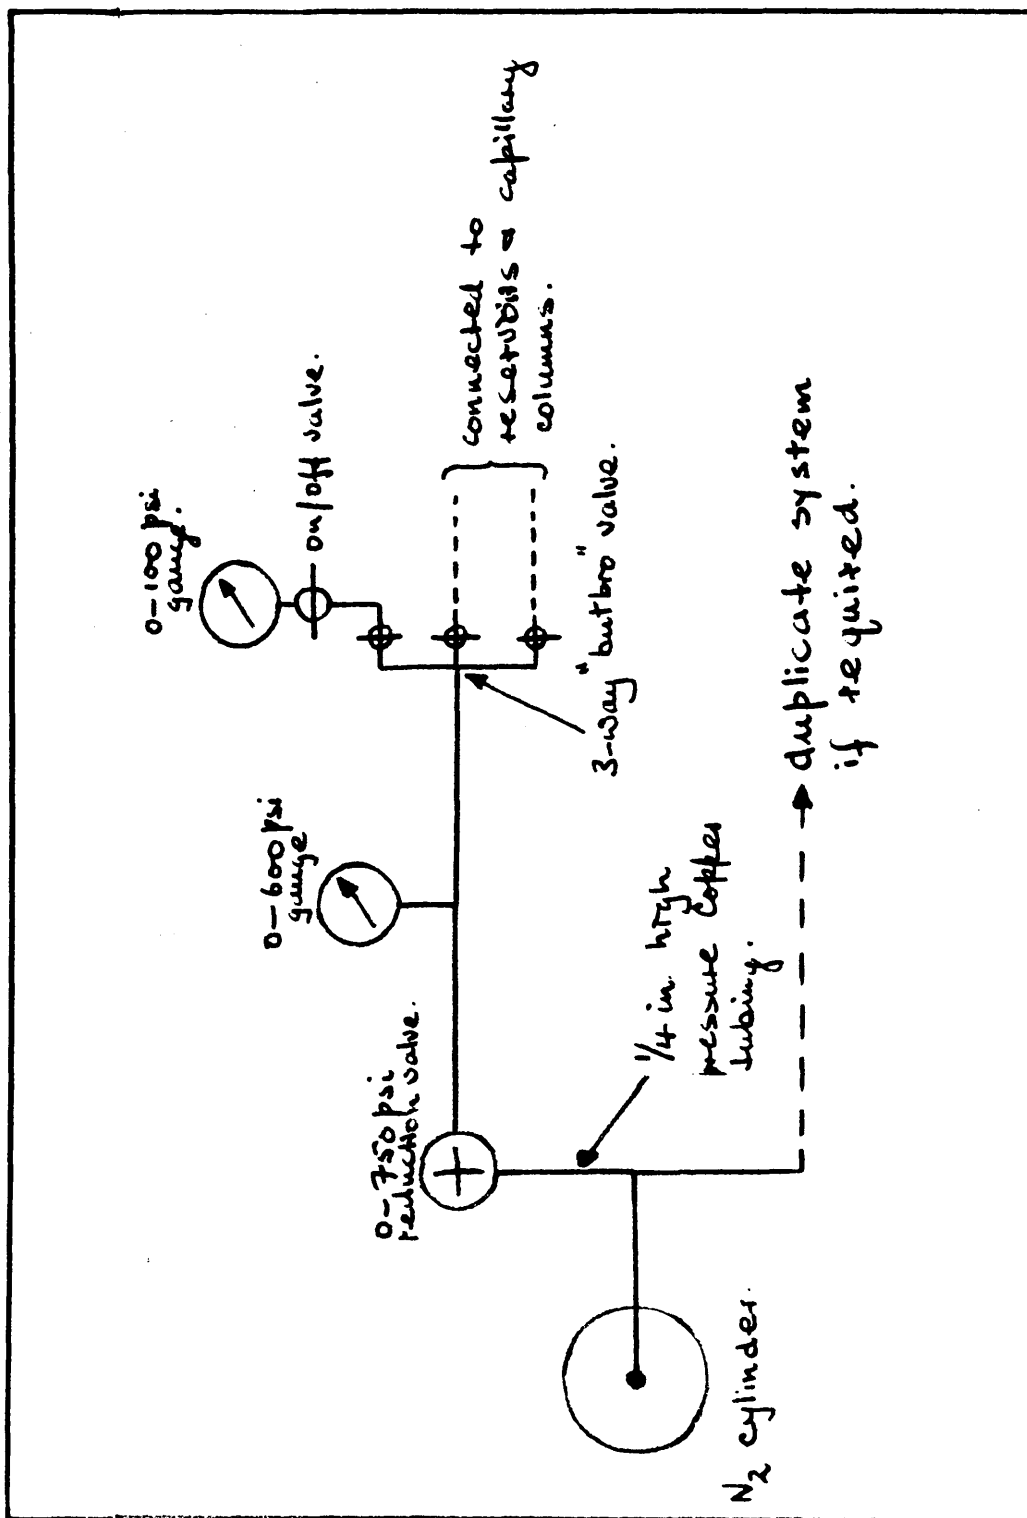 0-100 psi
gauge.
on/off valve.
connected to
reservoirs & capillary
columns.
0-600 psi
gauge
3-way "butbro" valve.
0-750 psi
reduction valve.
1/4 in. high
pressure copper
tubing.
duplicate system
if required.
N2 cylinder.